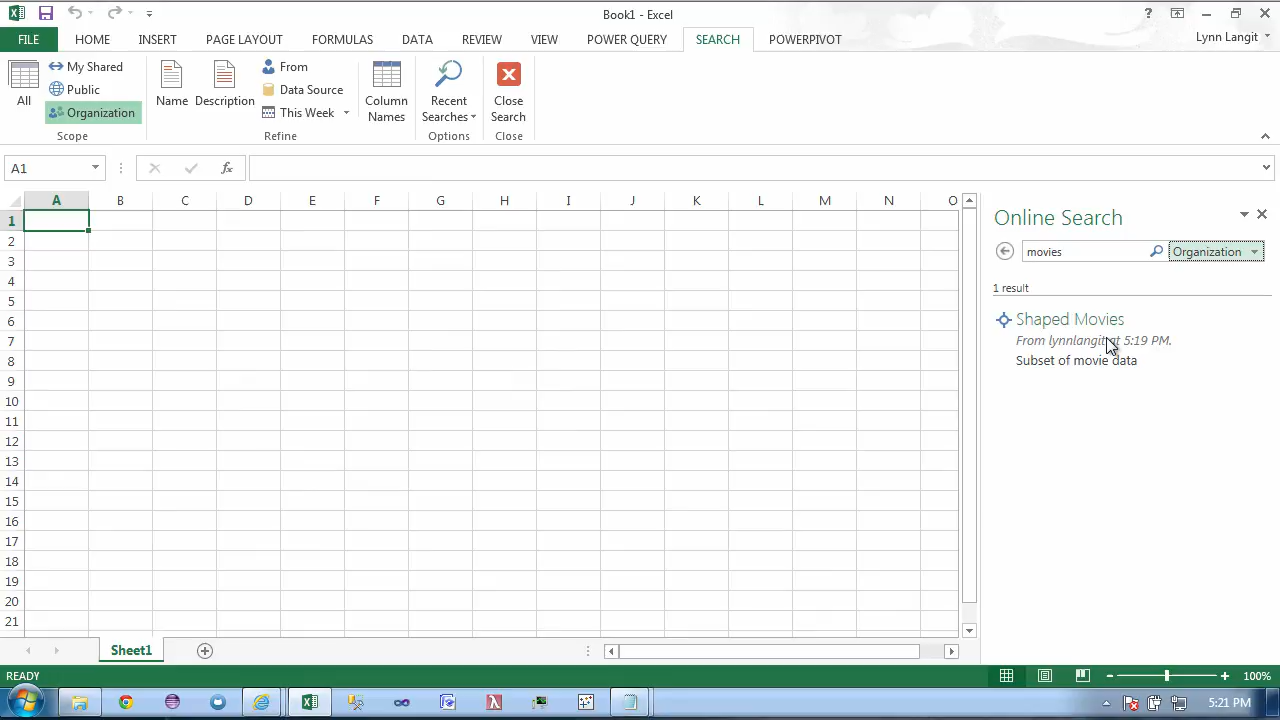 Book1 - Excel
Lynn Langit
FILE HOME INSERT PAGE LAYOUT FORMULAS DATA REVIEW VIEW POWER QUERY SEARCH POWERPIVOT
All
My Shared
Public
Organization
Scope
Name
Description
From
Data Source
This Week
Refine
Column Names
Recent Searches
Options
Close Search
Close
A1
fx
A B C D E F G H I J K L M N O
1
2
3
4
5
6
7
8
9
10
11
12
13
14
15
16
17
18
19
20
21
Online Search
movies
Organization
1 result
Shaped Movies
From lynnlangit at 5:19 PM.
Subset of movie data
Sheet1
READY
100%
5:21 PM